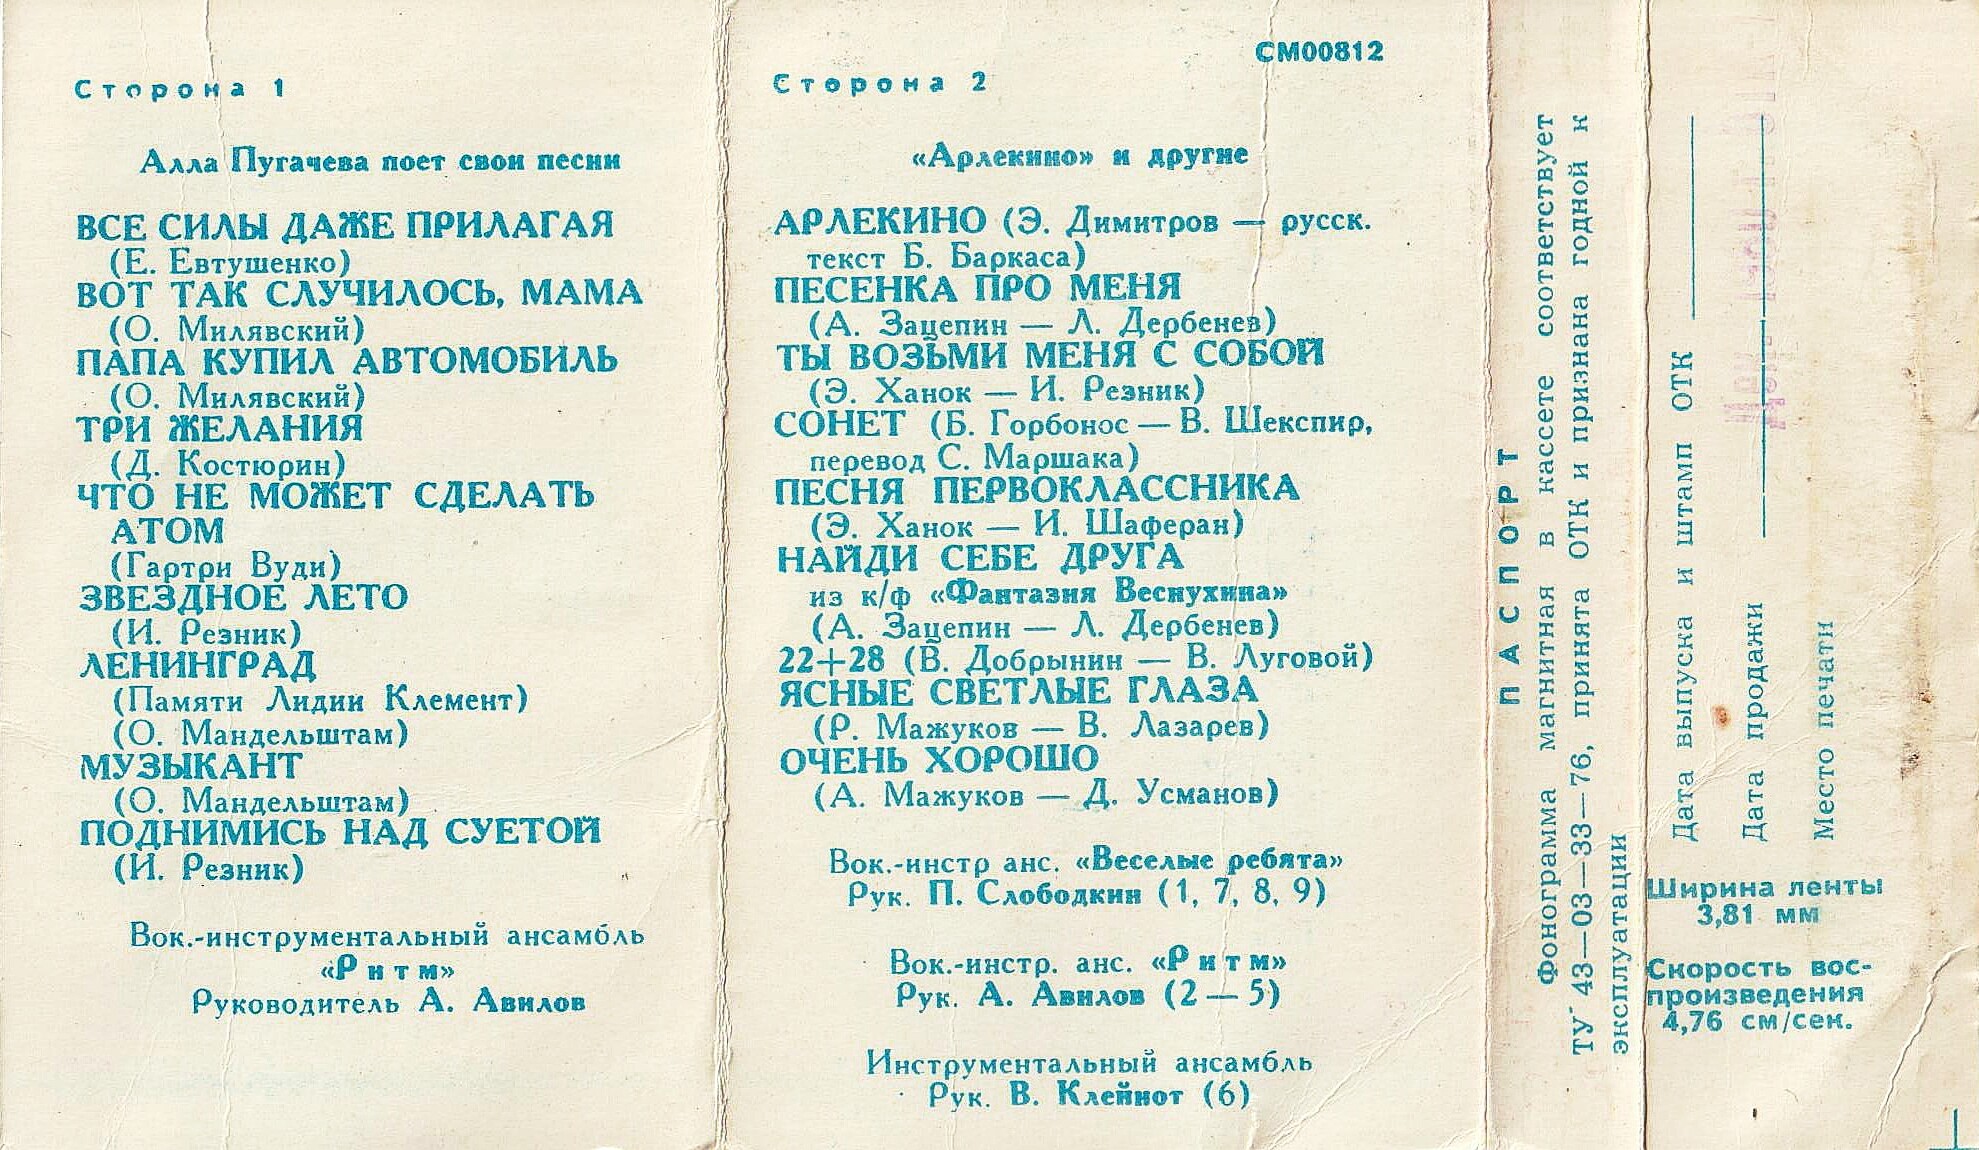 Сторона 1
Алла Пугачева поет свои песни
ВСЕ СИЛЫ ДАЖЕ ПРИЛАГАЯ
(Е. Евтушенко)
ВОТ ТАК СЛУЧИЛОСЬ, МАМА
(О. Милявский)
ПАПА КУПИЛ АВТОМОБИЛЬ
(О. Милявский)
ТРИ ЖЕЛАНИЯ
(Д. Костюрин)
ЧТО НЕ МОЖЕТ СДЕЛАТЬ
АТОМ
(Гартри Вуди)
ЗВЕЗДНОЕ ЛЕТО
(И. Резник)
ЛЕНИНГРАД
(Памяти Лидии Клемент)
(О. Мандельштам)
МУЗЫКАНТ
(О. Мандельштам)
ПОДНИМИСЬ НАД СУЕТОЙ
(И. Резник)
Вок.-инструментальный ансамбль
«Ритм»
Руководитель А. Авилов
СМ00812
Сторона 2
«Арлекино» и другие
АРЛЕКИНО (Э. Димитров — русск.
текст Б. Баркаса)
ПЕСЕНКА ПРО МЕНЯ
(А. Зацепин — Л. Дербенев)
ТЫ ВОЗЬМИ МЕНЯ С СОБОЙ
(Э. Ханок — И. Резник)
СОНЕТ (Б. Горбонос — В. Шекспир,
перевод С. Маршака)
ПЕСНЯ ПЕРВОКЛАССНИКА
(Э. Ханок — И. Шаферан)
НАЙДИ СЕБЕ ДРУГА
из к/ф «Фантазия Веснухина»
(А. Зацепин — Л. Дербенев)
22+28 (В. Добрынин — В. Луговой)
ЯСНЫЕ СВЕТЛЫЕ ГЛАЗА
(Р. Мажуков — В. Лазарев)
ОЧЕНЬ ХОРОШО
(А. Мажуков — Д. Усманов)
Вок.-инстр анс. «Веселые ребята»
Рук. П. Слободкин (1, 7, 8, 9)
Вок.-инстр. анс. «Ритм»
Рук. А. Авилов (2 — 5)
Инструментальный ансамбль
Рук. В. Клейнот (6)
ПАСПОРТ
Фонограмма магнитная в кассете соответствует
ТУ 43—03—33—76, принята ОТК и признана годной к
эксплуатации
Дата выпуска и штамп ОТК
Дата продажи
Место печати
Ширина ленты
3,81 мм
Скорость вос-
произведения
4,76 см/сек.